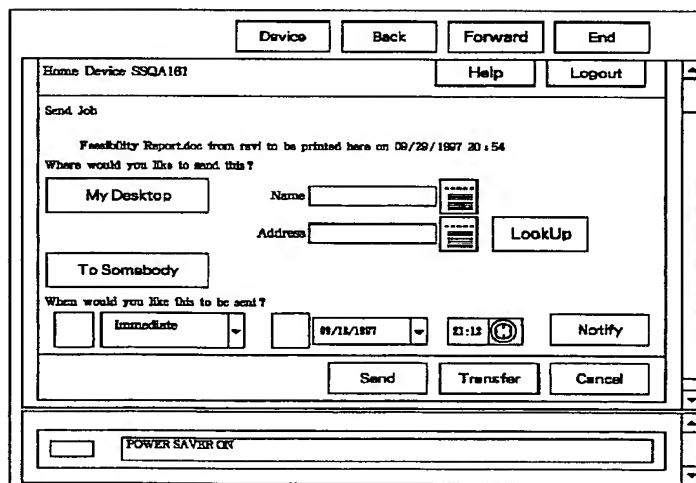 Device Back Forward End
Home Device SSQA161 Help Logout
Send Job
Feasibility Report.doc from ravi to be printed here on 09/29/1997 20:54
Where would you like to send this?
My Desktop Name
Address LookUp
To Somebody
When would you like this to be sent?
Immediate 09/18/1997 21:12 Notify
Send Transfer Cancel
POWER SAVER ON